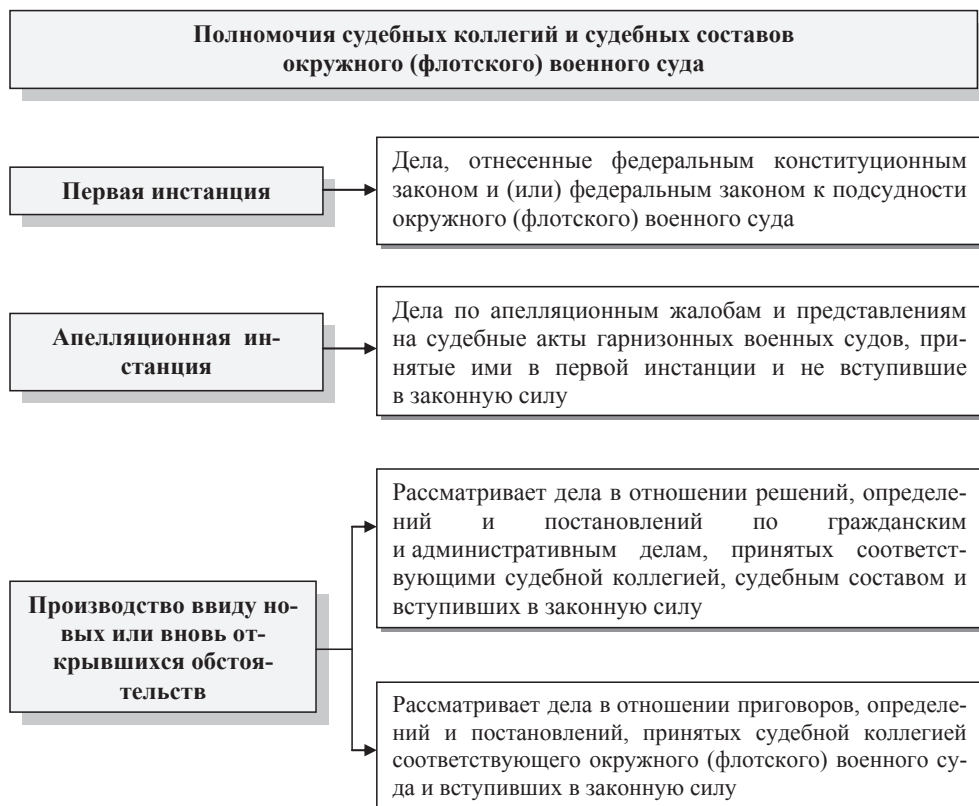 Полномочия судебных коллегий и судебных составов
окружного (флотского) военного суда
Первая инстанция
Дела, отнесенные федеральным конституционным
законом и (или) федеральным законом к подсудности
окружного (флотского) военного суда
Апелляционная ин-
станция
Дела по апелляционным жалобам и представлениям
на судебные акты гарнизонных военных судов, при-
нятые ими в первой инстанции и не вступившие
в законную силу
Производство ввиду но-
вых или вновь от-
крывшихся обстоя-
тельств
Рассматривает дела в отношении решений, определе-
ний и постановлений по гражданским
и административным делам, принятых соответст-
вующими судебной коллегией, судебным составом и
вступивших в законную силу
Рассматривает дела в отношении приговоров, определе-
ний и постановлений, принятых судебной коллегией
соответствующего окружного (флотского) военного су-
да и вступивших в законную силу